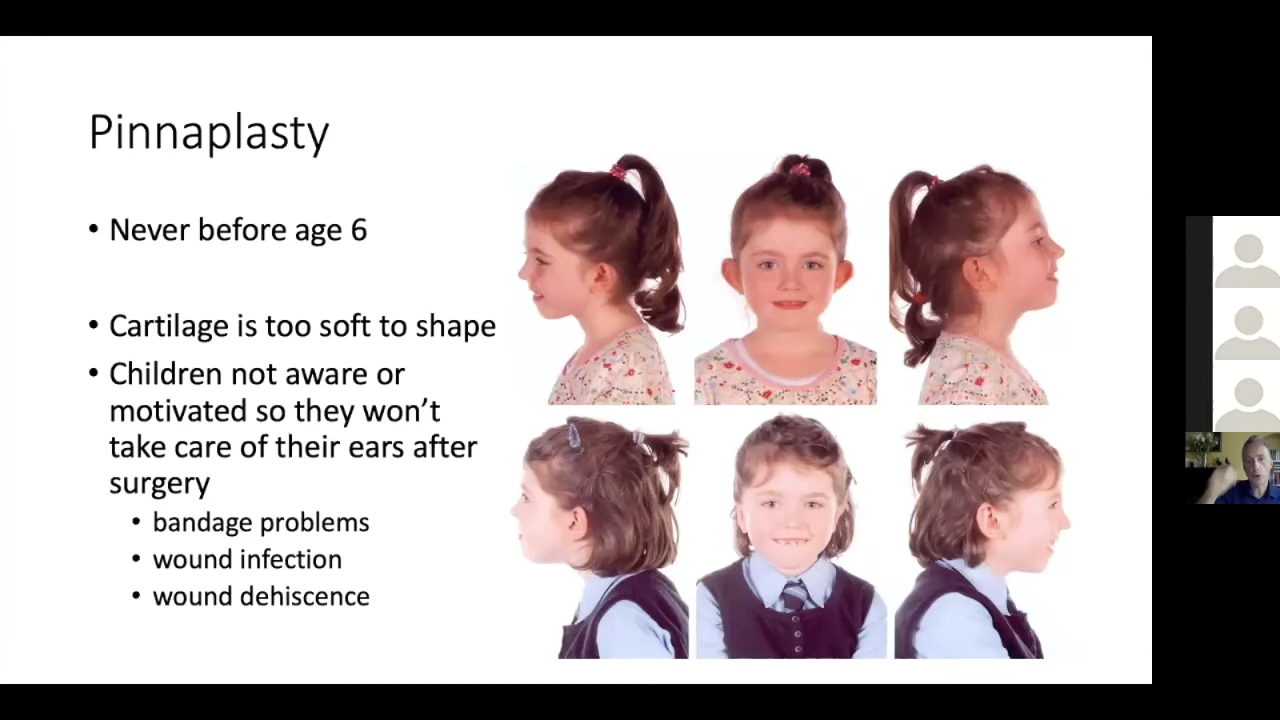 Pinnaplasty
• Never before age 6
• Cartilage is too soft to shape
• Children not aware or
motivated so they won’t
take care of their ears after
surgery
• bandage problems
• wound infection
• wound dehiscence